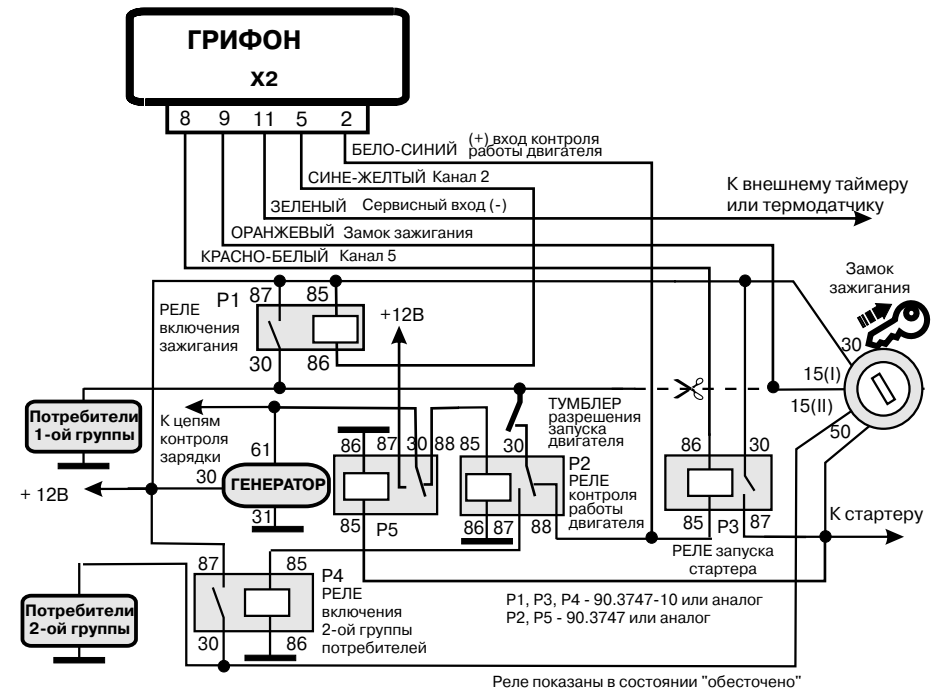 ГРИФОН
X2
8 9 11 5 2
БЕЛО-СИНИЙ (+) вход контроля
работы двигателя
СИНЕ-ЖЕЛТЫЙ Канал 2
ЗЕЛЕНЫЙ Сервисный вход (-)
ОРАНЖЕВЫЙ Замок зажигания
КРАСНО-БЕЛЫЙ Канал 5
К внешнему таймеру
или термодатчику
Замок
зажигания
30
15(I)
15(II)
50
P1 87 85
РЕЛЕ
включения
зажигания
30 86
+12В
Потребители
1-ой группы
К цепям
контроля
зарядки
61
30
ГЕНЕРАТОР
31
+ 12В
86 87 30 88
85 P5
ТУМБЛЕР
разрешения
запуска
двигателя
85 30
P2
РЕЛЕ
контроля
работы
двигателя
86 87 88
86 30
85 P3 87
РЕЛЕ запуска
стартера
К стартеру
87 85
P4
РЕЛЕ
включения
2-ой группы
потребителей
30 86
Потребители
2-ой группы
P1, P3, P4 - 90.3747-10 или аналог
P2, P5 - 90.3747 или аналог
Реле показаны в состоянии "обесточено"